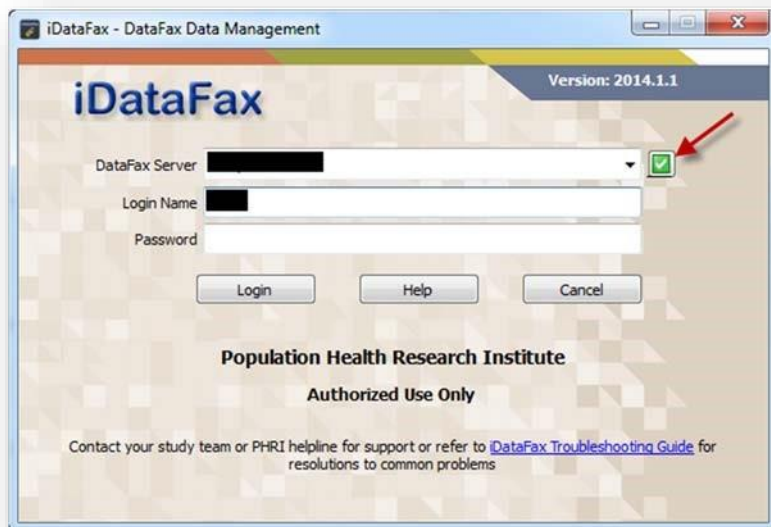 iDataFax - DataFax Data Management
Version: 2014.1.1
iDataFax
DataFax Server
Login Name
Password
Login Help Cancel
Population Health Research Institute
Authorized Use Only
Contact your study team or PHRI helpline for support or refer to iDataFax Troubleshooting Guide for
resolutions to common problems